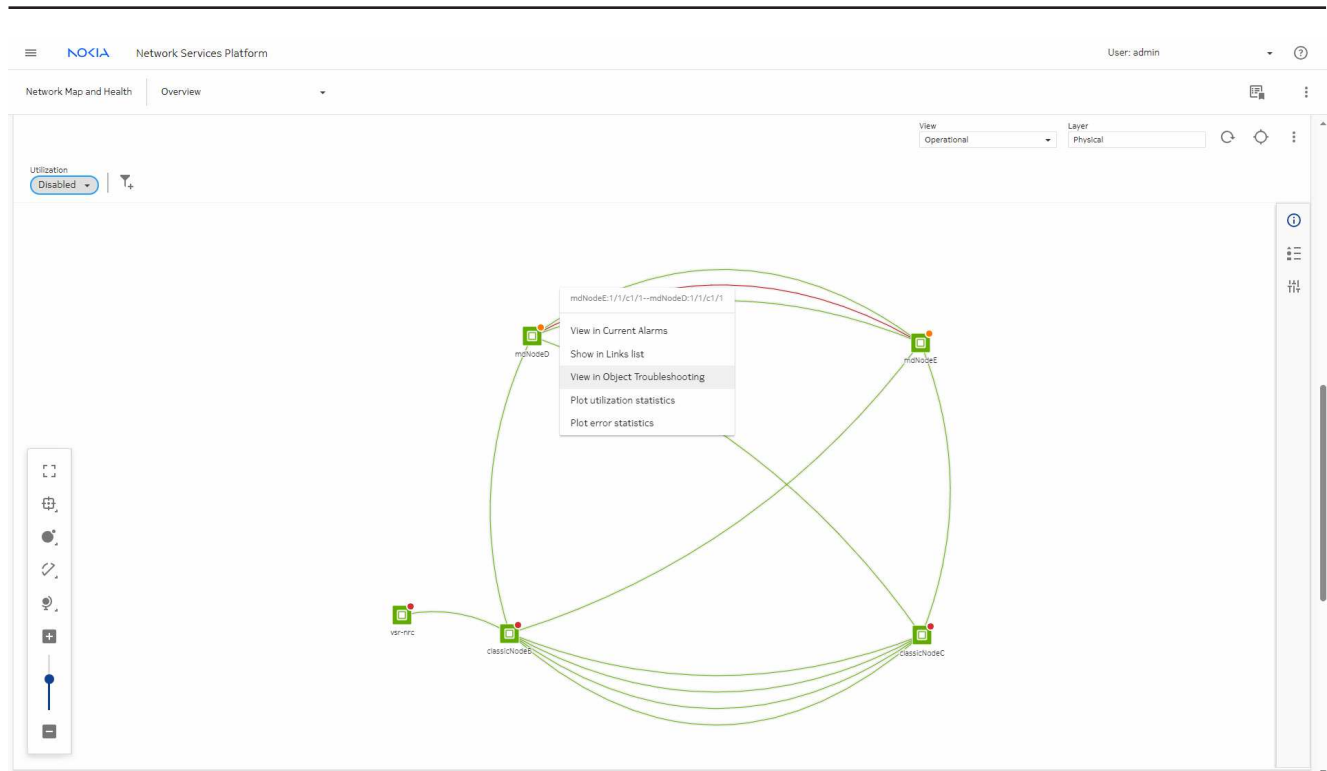 NOKIA Network Services Platform User: admin
Network Map and Health Overview
View Layer
Operational Physical
Utilization
Disabled
mdNodeE:1/1/c1/1--mdNodeD:1/1/c1/1
View in Current Alarms
mdNodeD Show in Links list
mdNodeE
View in Object Troubleshooting
Plot utilization statistics
Plot error statistics
vsr-nrc
classicNodeB classicNodeC